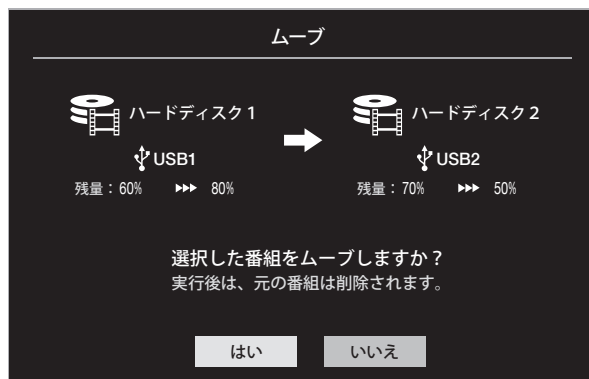 ムーブ
ハードディスク1
ハードディスク2
USB1
USB2
残量：60% ▶▶▶ 80%
残量：70% ▶▶▶ 50%
選択した番組をムーブしますか？
実行後は、元の番組は削除されます。
はい
いいえ